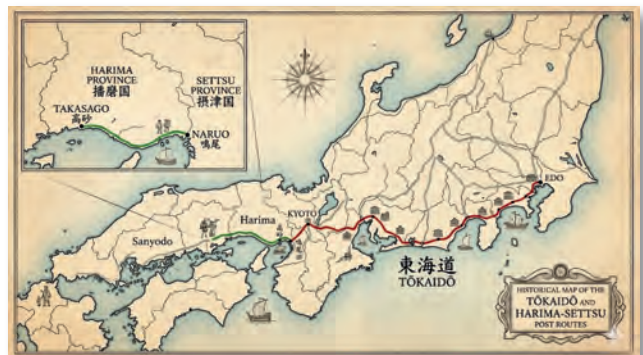 HARIMA
PROVINCE
播磨国
SETTSU
PROVINCE
摂津国
TAKASAGO
高砂
NARUO
鳴尾
EDO
KYOTO
Harima
Sanyodo
東海道
TŌKAIDŌ
HISTORICAL MAP OF THE
TŌKAIDŌ AND
HARIMA-SETTSU
POST ROUTES